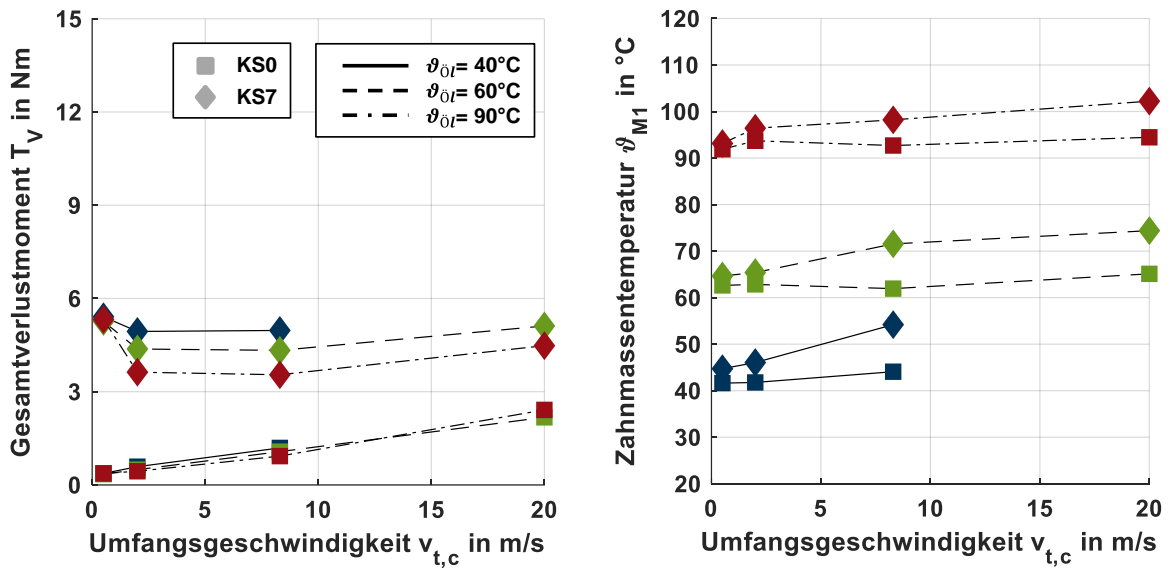 Gesamtverlustmoment T_V in Nm
15
12
9
6
3
0
0 5 10 15 20
Umfangsgeschwindigkeit v_t,c in m/s
KS0
KS7
ϑ_Öl= 40°C
ϑ_Öl= 60°C
ϑ_Öl= 90°C
Zahnmassentemperatur ϑ_M1 in °C
120
110
100
90
80
70
60
50
40
30
20
0 5 10 15 20
Umfangsgeschwindigkeit v_t,c in m/s